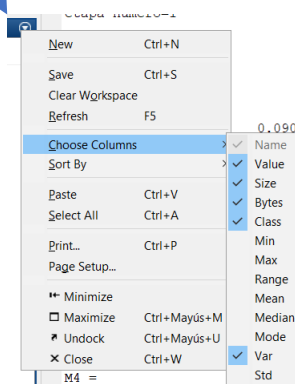 Etapa numero=1
New Ctrl+N
Save Ctrl+S
Clear Workspace
Refresh F5
0.090
Choose Columns
Sort By
Paste Ctrl+V
Select All Ctrl+A
Print... Ctrl+P
Page Setup...
Minimize
Maximize Ctrl+Mayús+M
Undock Ctrl+Mayús+U
Close Ctrl+W
M4 =
Name
Value
Size
Bytes
Class
Min
Max
Range
Mean
Median
Mode
Var
Std